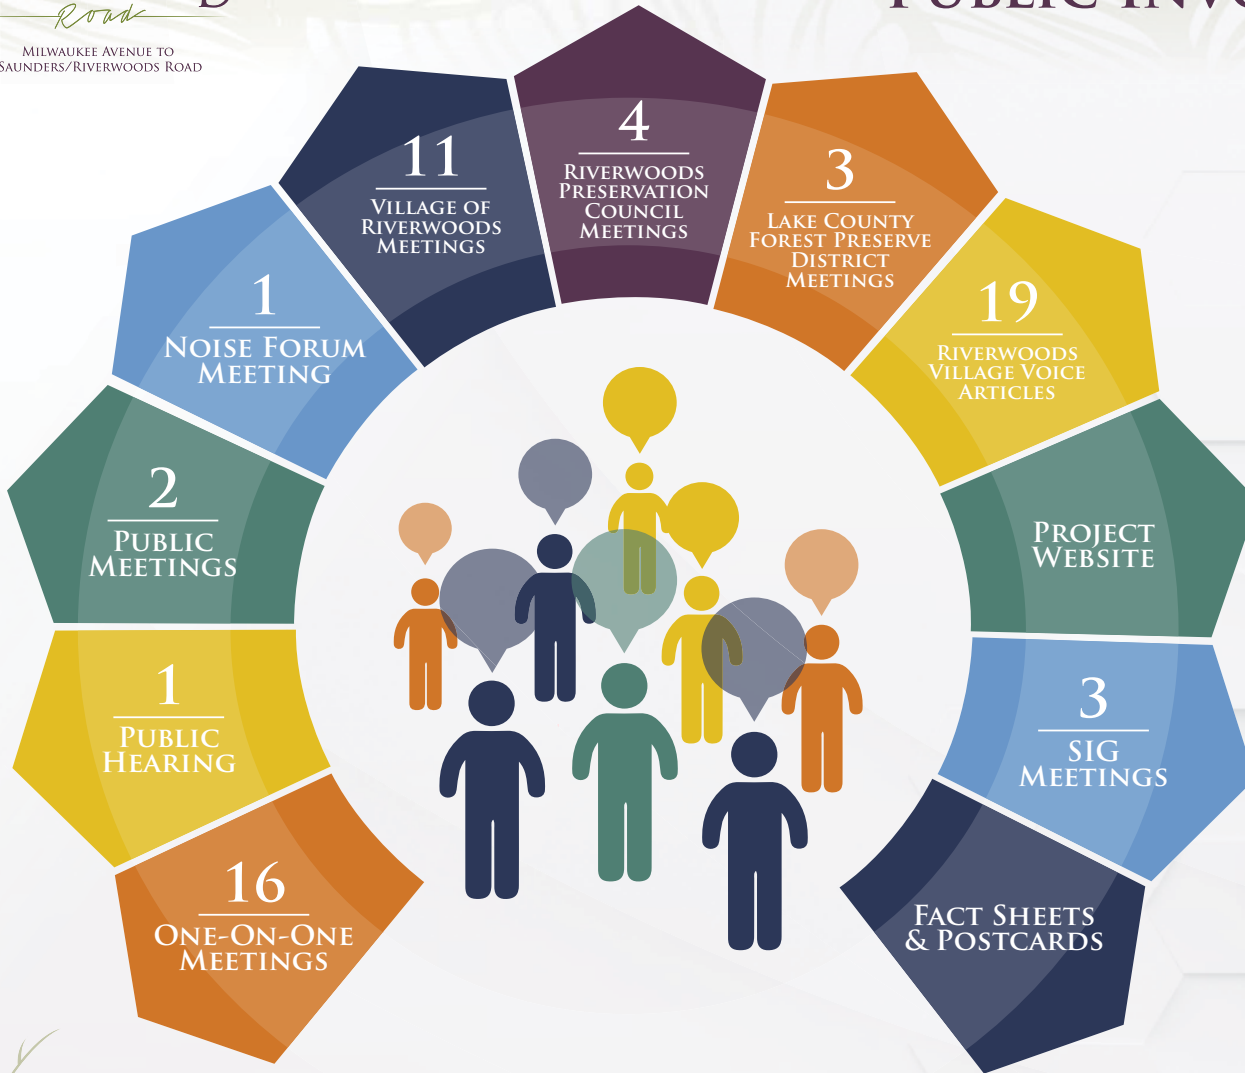 Road
MILWAUKEE AVENUE TO
SAUNDERS/RIVERWOODS ROAD
PUBLIC
16
ONE-ON-ONE
MEETINGS
1
PUBLIC
HEARING
2
PUBLIC
MEETINGS
1
NOISE FORUM
MEETING
11
VILLAGE OF
RIVERWOODS
MEETINGS
4
RIVERWOODS
PRESERVATION
COUNCIL
MEETINGS
3
LAKE COUNTY
FOREST PRESERVE
DISTRICT
MEETINGS
19
RIVERWOODS
VILLAGE VOICE
ARTICLES
PROJECT
WEBSITE
3
SIG
MEETINGS
FACT SHEETS
& POSTCARDS